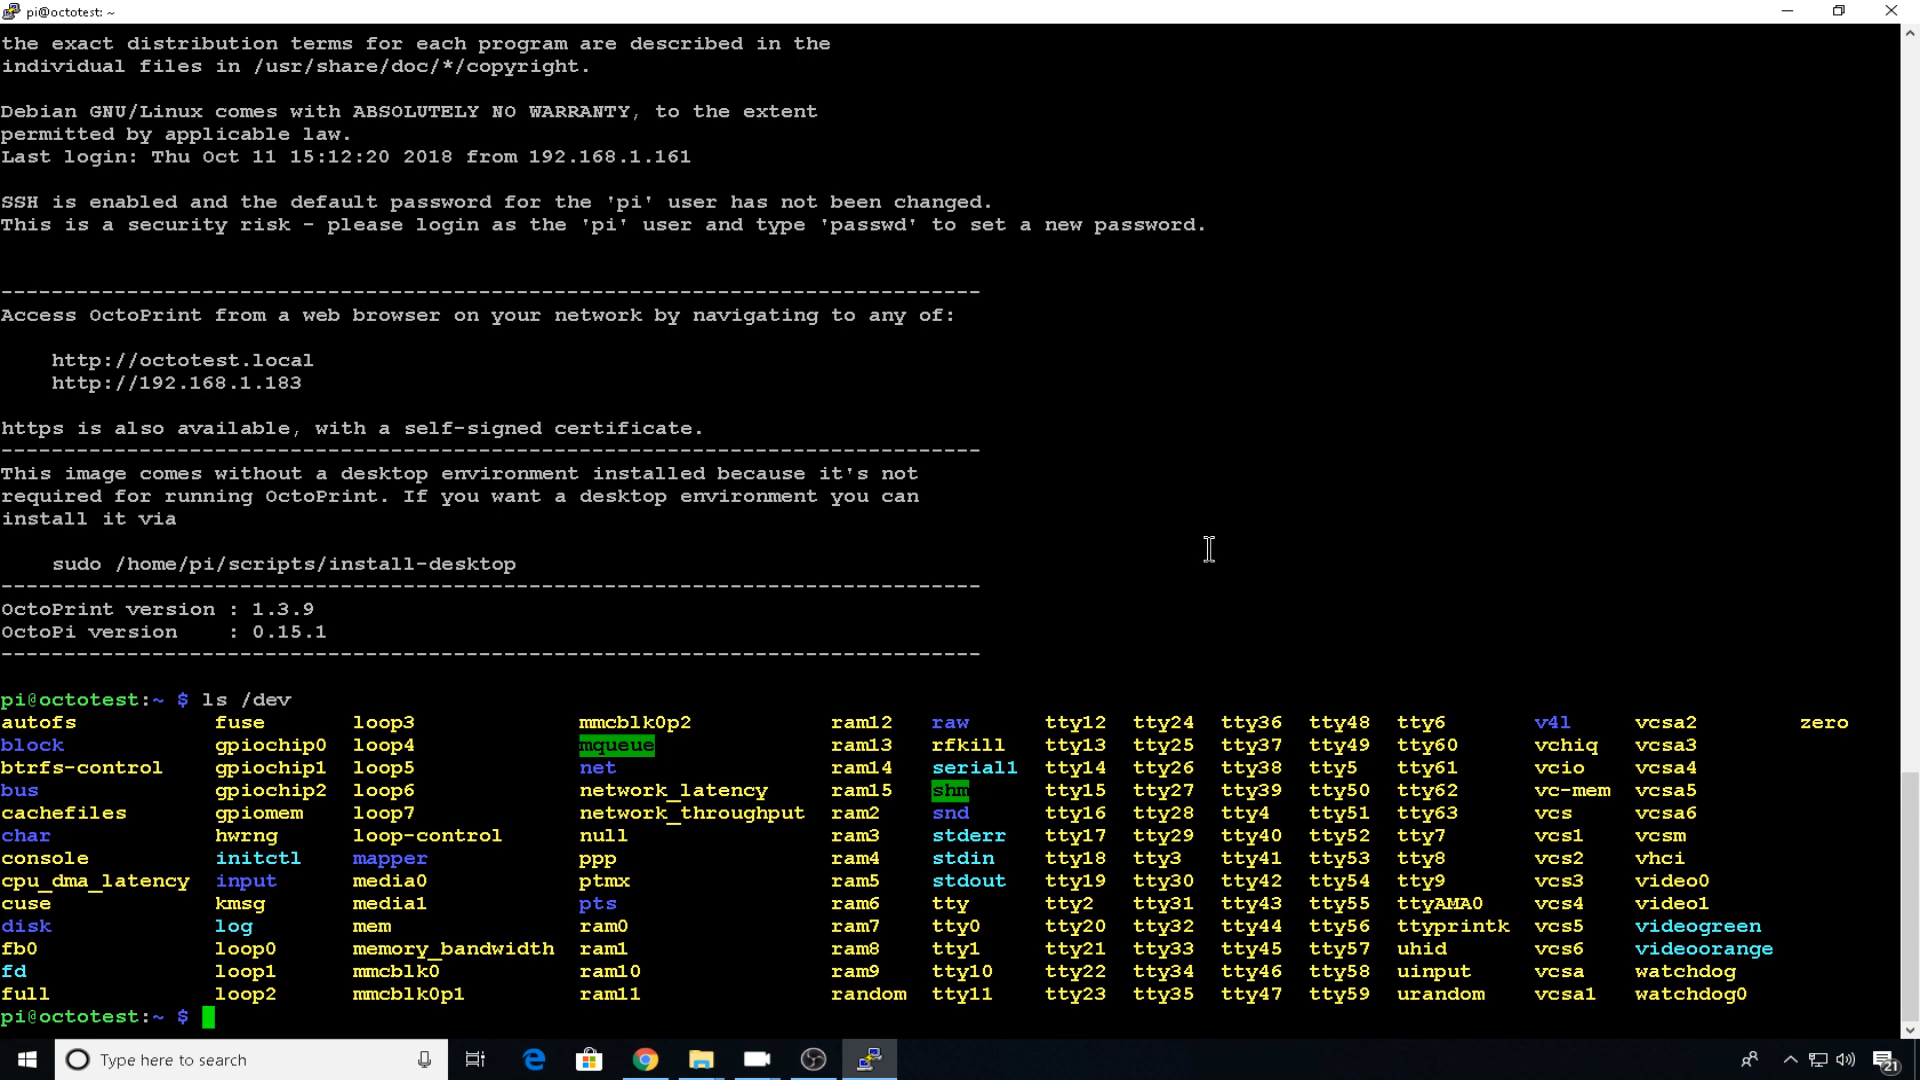 pi@octotest: ~
the exact distribution terms for each program are described in the
individual files in /usr/share/doc/*/copyright.
Debian GNU/Linux comes with ABSOLUTELY NO WARRANTY, to the extent
permitted by applicable law.
Last login: Thu Oct 11 15:12:20 2018 from 192.168.1.161
SSH is enabled and the default password for the 'pi' user has not been changed.
This is a security risk - please login as the 'pi' user and type 'passwd' to set a new password.
------------------------------------------------------------------------------
Access OctoPrint from a web browser on your network by navigating to any of:
http://octotest.local
http://192.168.1.183
https is also available, with a self-signed certificate.
------------------------------------------------------------------------------
This image comes without a desktop environment installed because it's not
required for running OctoPrint. If you want a desktop environment you can
install it via
sudo /home/pi/scripts/install-desktop
------------------------------------------------------------------------------
OctoPrint version : 1.3.9
OctoPi version    : 0.15.1
------------------------------------------------------------------------------
pi@octotest:~ $ ls /dev
autofs fuse loop3 mmcblk0p2 ram12 raw tty12 tty24 tty36 tty48 tty6 v4l vcsa2 zero
block gpiochip0 loop4 mqueue ram13 rfkill tty13 tty25 tty37 tty49 tty60 vchiq vcsa3
btrfs-control gpiochip1 loop5 net ram14 serial1 tty14 tty26 tty38 tty5 tty61 vcio vcsa4
bus gpiochip2 loop6 network_latency ram15 shm tty15 tty27 tty39 tty50 tty62 vc-mem vcsa5
cachefiles gpiomem loop7 network_throughput ram2 snd tty16 tty28 tty4 tty51 tty63 vcs vcsa6
char hwrng loop-control null ram3 stderr tty17 tty29 tty40 tty52 tty7 vcs1 vcsm
console initctl mapper ppp ram4 stdin tty18 tty3 tty41 tty53 tty8 vcs2 vhci
cpu_dma_latency input media0 ptmx ram5 stdout tty19 tty30 tty42 tty54 tty9 vcs3 video0
cuse kmsg media1 pts ram6 tty tty2 tty31 tty43 tty55 ttyAMA0 vcs4 video1
disk log mem ram0 ram7 tty0 tty20 tty32 tty44 tty56 ttyprintk vcs5 videogreen
fb0 loop0 memory_bandwidth ram1 ram8 tty1 tty21 tty33 tty45 tty57 uhid vcs6 videoorange
fd loop1 mmcblk0 ram10 ram9 tty10 tty22 tty34 tty46 tty58 uinput vcsa watchdog
full loop2 mmcblk0p1 ram11 random tty11 tty23 tty35 tty47 tty59 urandom vcsa1 watchdog0
pi@octotest:~ $
Type here to search
21